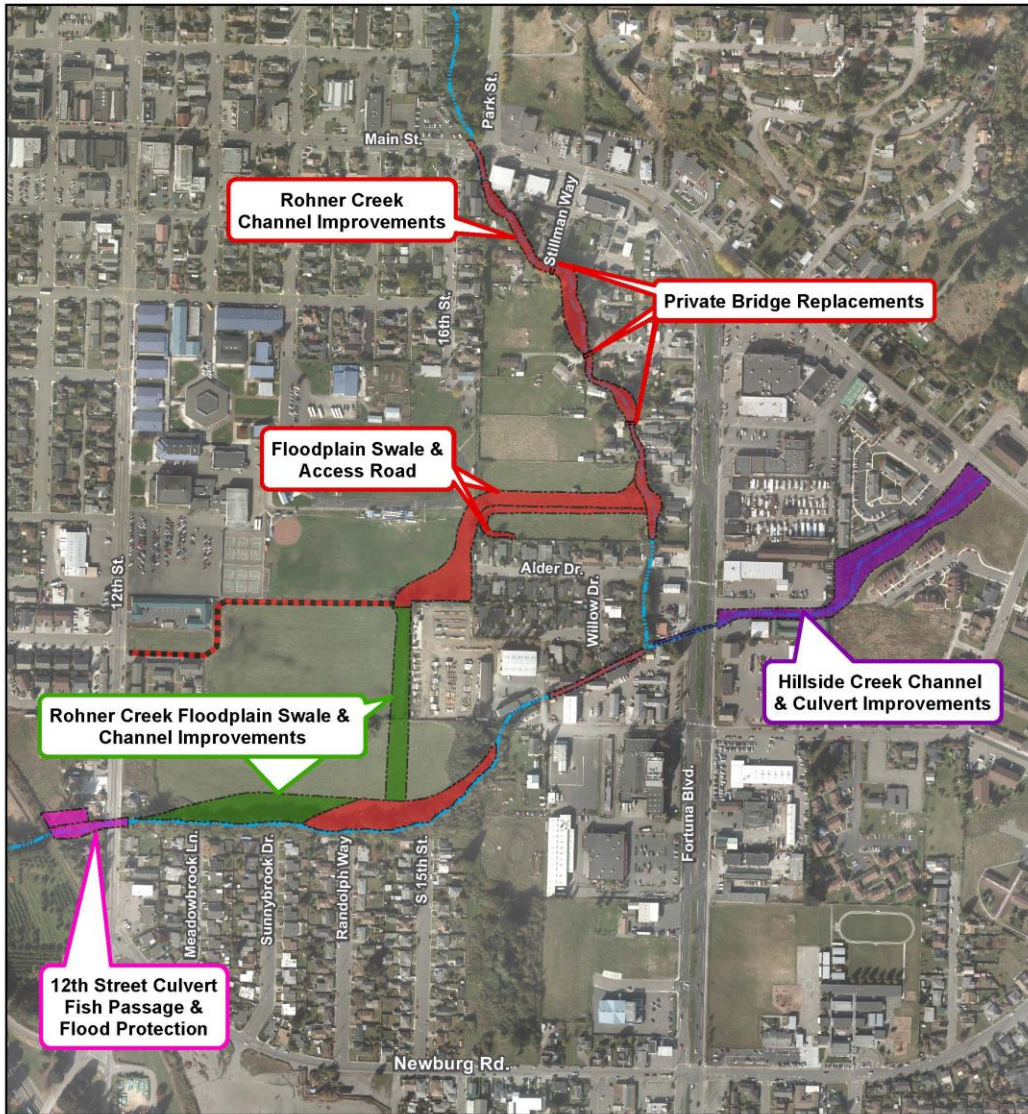 Park St.
Main St.
Rohner Creek
Channel Improvements
Stillman Way
Private Bridge Replacements
16th St.
Floodplain Swale &
Access Road
12th St.
Alder Dr.
Willow Dr.
Hillside Creek Channel
& Culvert Improvements
Rohner Creek Floodplain Swale &
Channel Improvements
Fortuna Blvd.
Meadowbrook Ln.
Sunnybrook Dr.
Randolph Way
S 15th St.
12th Street Culvert
Fish Passage &
Flood Protection
Newburg Rd.